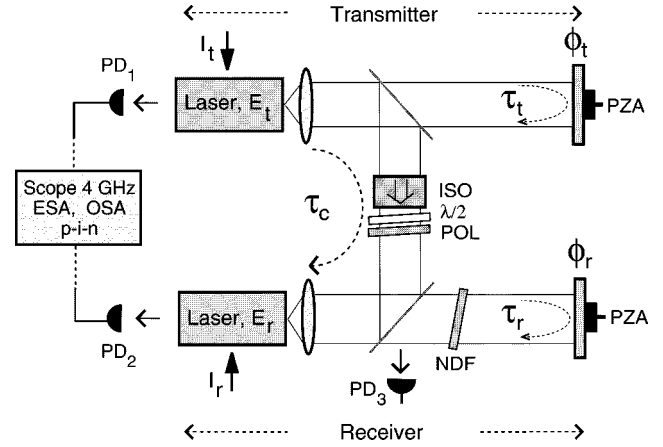 Transmitter
I_t
ϕ_t
PD_1
Laser, E_t
τ_t
PZA
Scope 4 GHz
ESA, OSA
p-i-n
τ_c
ISO
λ/2
POL
ϕ_r
Laser, E_r
τ_r
PZA
PD_2
I_r
NDF
PD_3
Receiver